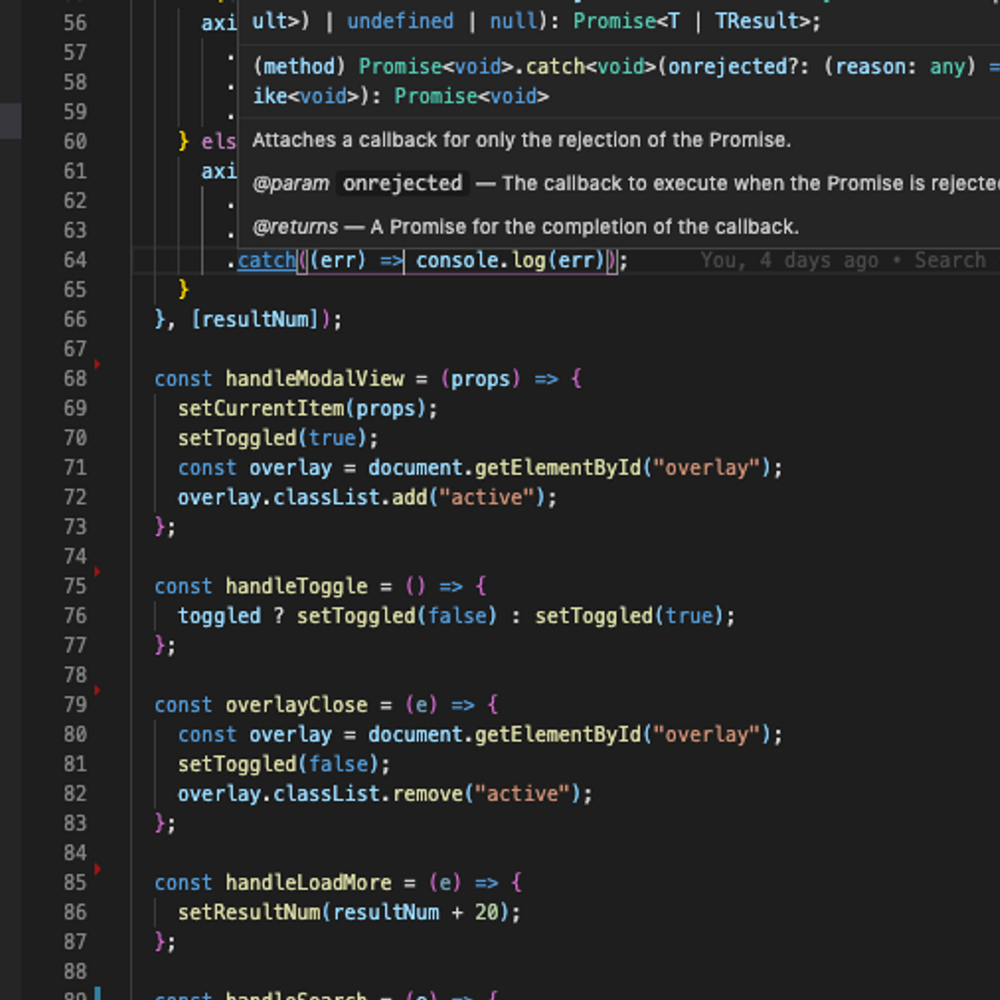 56 axi
ult>) | undefined | null): Promise<T | TResult>;
57 .
(method) Promise<void>.catch<void>(onrejected?: (reason: any) =
58 .
ike<void>): Promise<void>
59 .
60 } els
Attaches a callback for only the rejection of the Promise.
61 axi
@param onrejected — The callback to execute when the Promise is rejected
62 .
63 .
@returns — A Promise for the completion of the callback.
64 .catch((err) => console.log(err)); You, 4 days ago • Search
65 }
66 }, [resultNum]);
67
68 const handleModalView = (props) => {
69 setCurrentItem(props);
70 setToggled(true);
71 const overlay = document.getElementById("overlay");
72 overlay.classList.add("active");
73 };
74
75 const handleToggle = () => {
76 toggled ? setToggled(false) : setToggled(true);
77 };
78
79 const overlayClose = (e) => {
80 const overlay = document.getElementById("overlay");
81 setToggled(false);
82 overlay.classList.remove("active");
83 };
84
85 const handleLoadMore = (e) => {
86 setResultNum(resultNum + 20);
87 };
88
89 const handleSearch = (e) => {